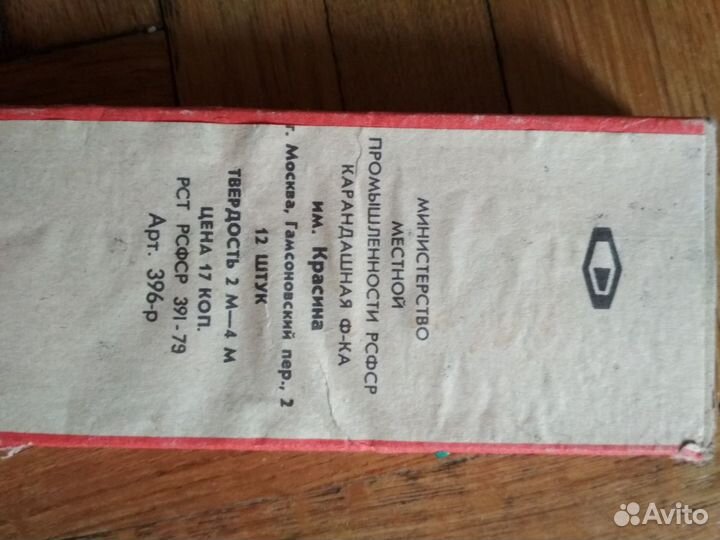 МИНИСТЕРСТВО
МЕСТНОЙ
ПРОМЫШЛЕННОСТИ РСФСР
КАРАНДАШНАЯ Ф-КА
им. Красина
г. Москва, Гамсоновский пер., 2
12 ШТУК
ТВЕРДОСТЬ 2 М—4 М
ЦЕНА 17 КОП.
РСТ РСФСР 391-79
Арт. 396-р
Avito